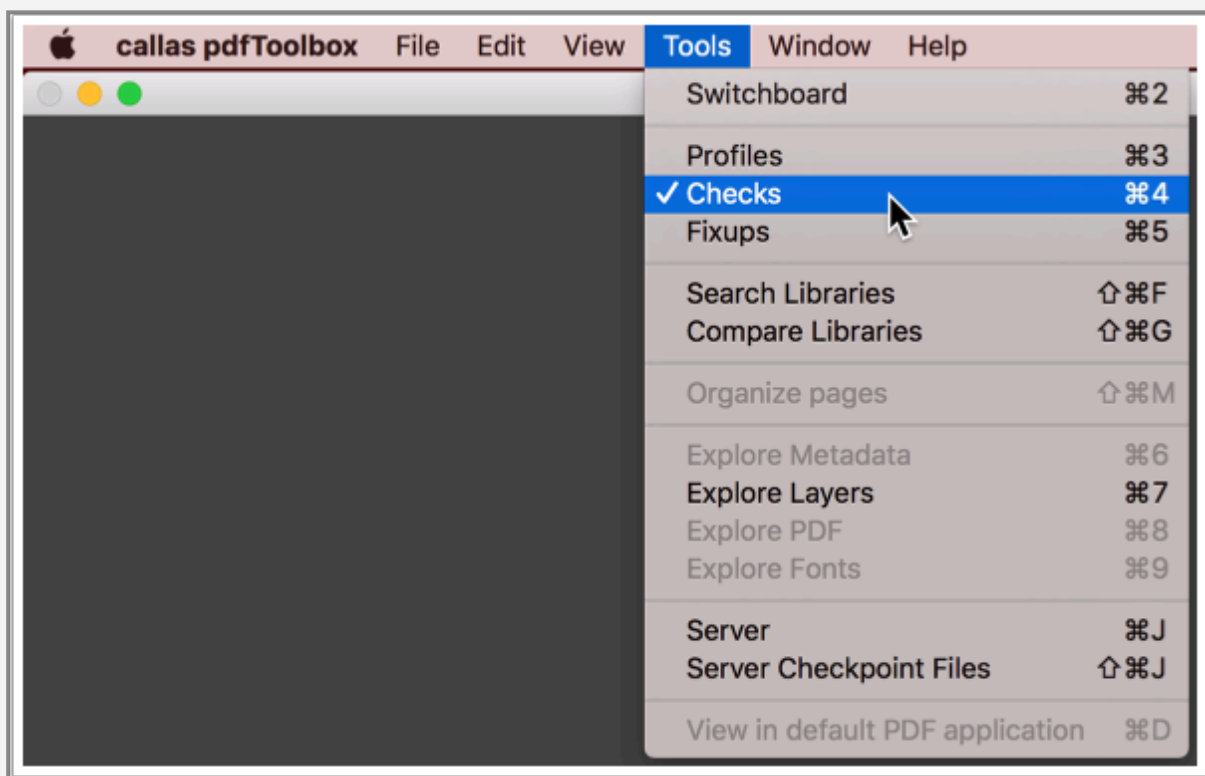 callas pdfToolbox File Edit View Tools Window Help
Switchboard ⌘2
Profiles ⌘3
✓ Checks ⌘4
Fixups ⌘5
Search Libraries ⇧⌘F
Compare Libraries ⇧⌘G
Organize pages ⇧⌘M
Explore Metadata ⌘6
Explore Layers ⌘7
Explore PDF ⌘8
Explore Fonts ⌘9
Server ⌘J
Server Checkpoint Files ⇧⌘J
View in default PDF application ⌘D